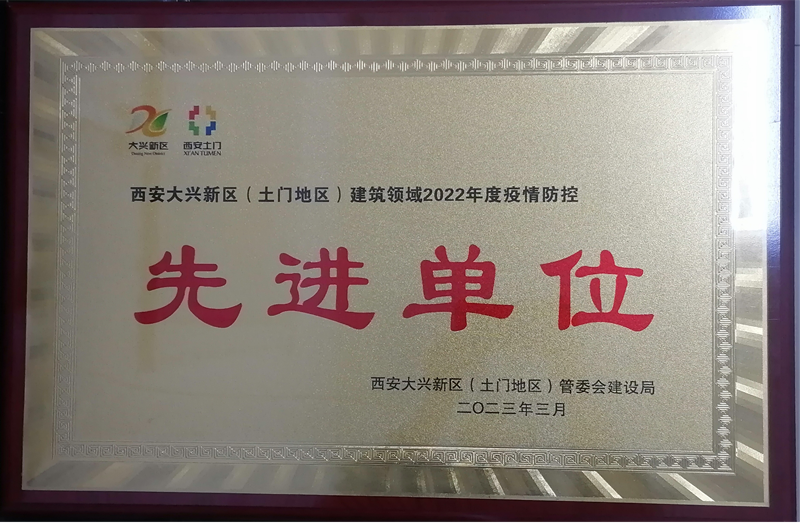 大兴新区 西安土门
Daxing New District XI'AN TUMEN
西安大兴新区（土门地区）建筑领域2022年度疫情防控
先进单位
西安大兴新区（土门地区）管委会建设局
二〇二三年三月